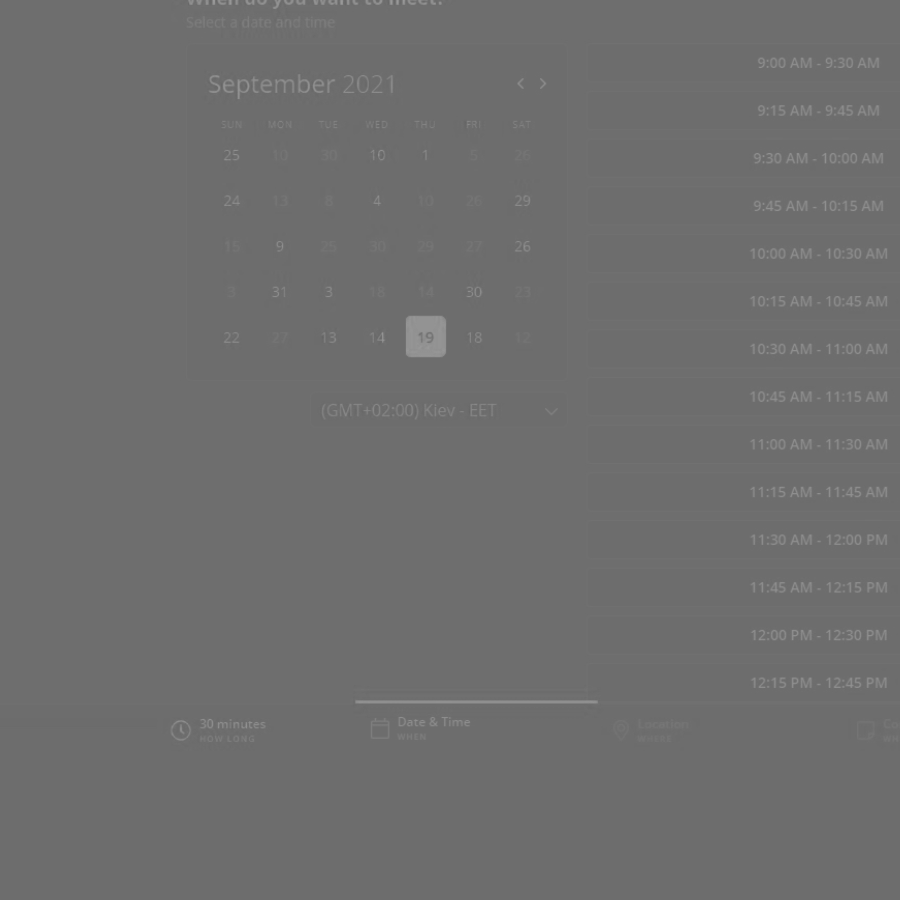 When do you want to meet?
Select a date and time
September 2021
SUN MON TUE WED THU FRI SAT
25 10 30 10 1 5 20
24 13 8 4 10 26 29
15 9 25 30 29 27 26
3 31 3 18 14 30 23
22 27 13 14 19 18 12
(GMT+02:00) Kiev - EET
9:00 AM - 9:30 AM
9:15 AM - 9:45 AM
9:30 AM - 10:00 AM
9:45 AM - 10:15 AM
10:00 AM - 10:30 AM
10:15 AM - 10:45 AM
10:30 AM - 11:00 AM
10:45 AM - 11:15 AM
11:00 AM - 11:30 AM
11:15 AM - 11:45 AM
11:30 AM - 12:00 PM
11:45 AM - 12:15 PM
12:00 PM - 12:30 PM
12:15 PM - 12:45 PM
30 minutes
HOW LONG
Date & Time
WHEN
Location
WHERE